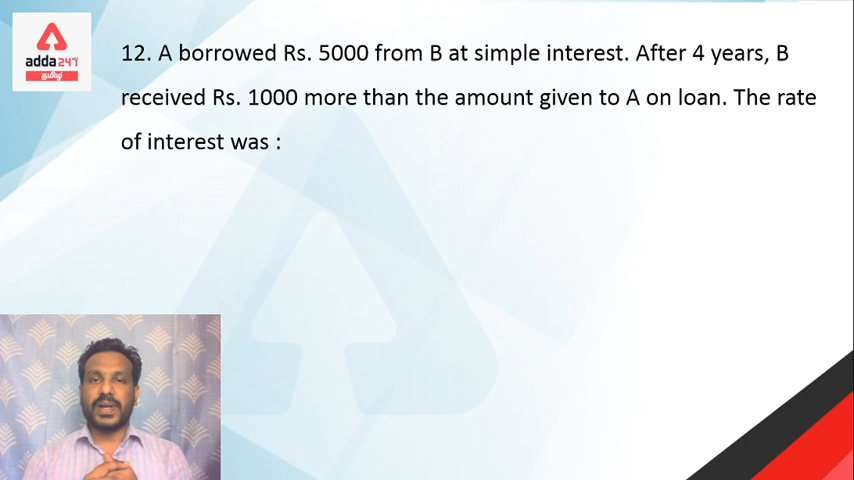 adda247
தமிழ்
12. A borrowed Rs. 5000 from B at simple interest. After 4 years, B
received Rs. 1000 more than the amount given to A on loan. The rate
of interest was :